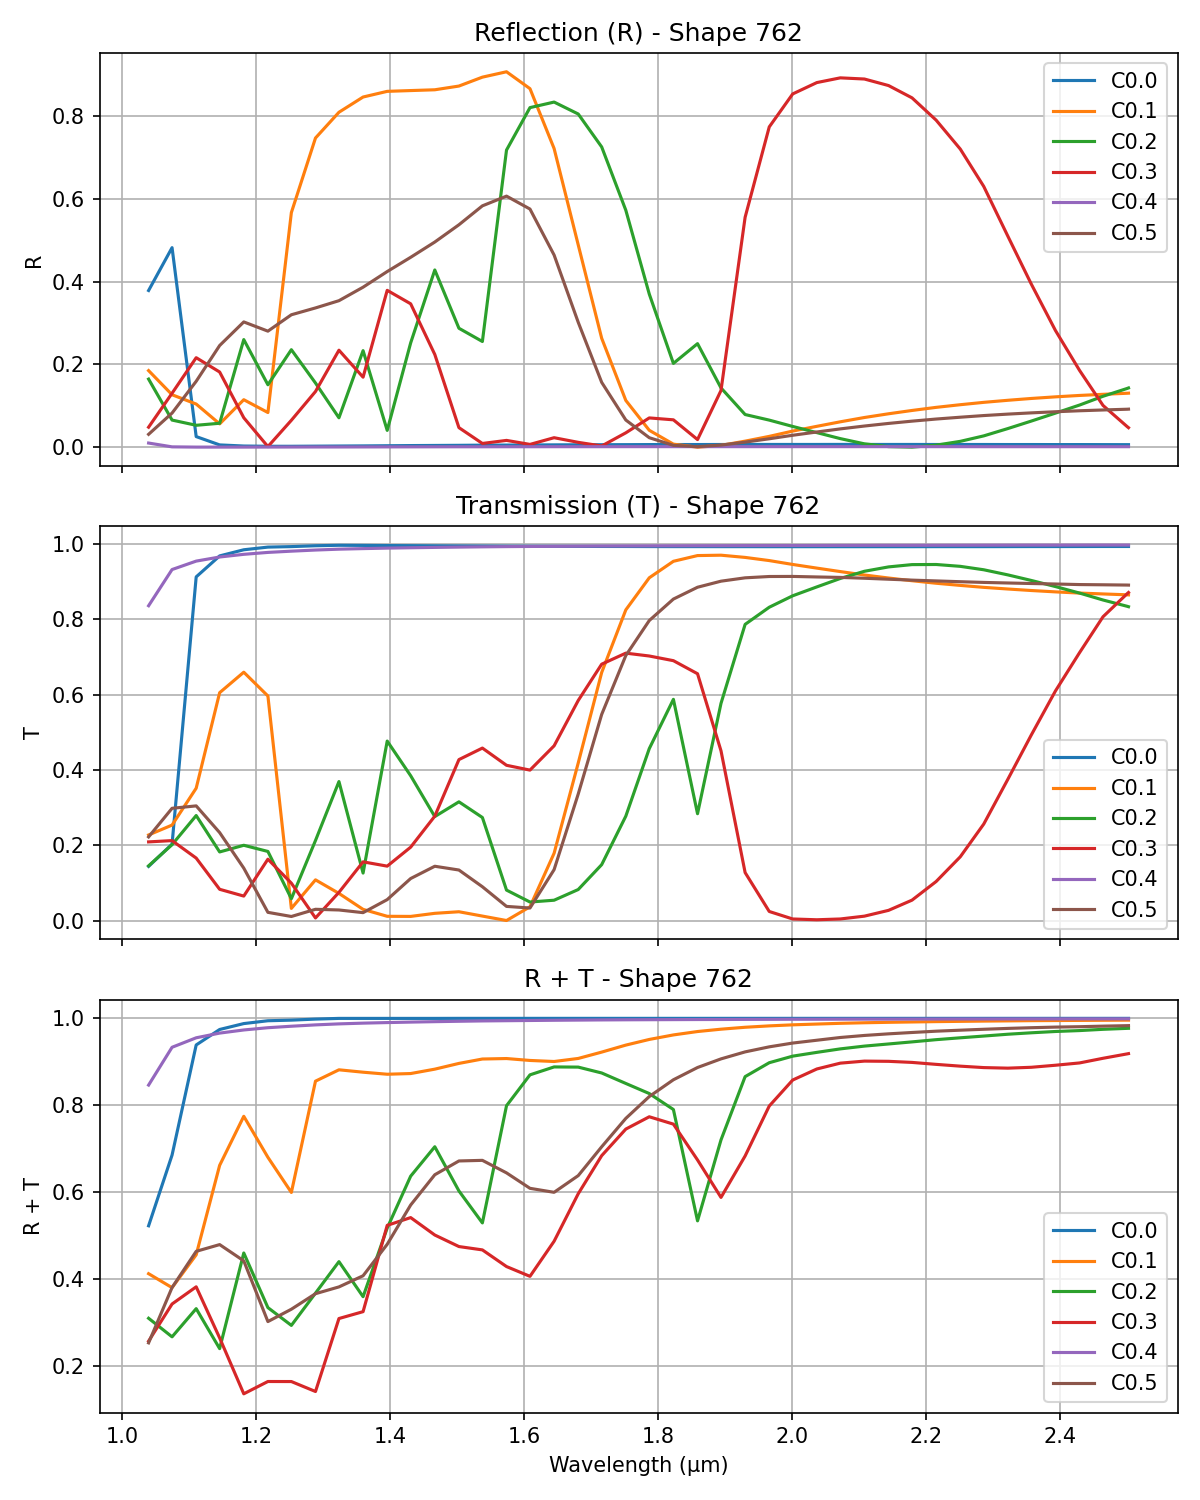 Reflection (R) - Shape 762
R
0.8
0.6
0.4
0.2
0.0
C0.0
C0.1
C0.2
C0.3
C0.4
C0.5
Transmission (T) - Shape 762
T
1.0
0.8
0.6
0.4
0.2
0.0
C0.0
C0.1
C0.2
C0.3
C0.4
C0.5
R + T - Shape 762
R + T
1.0
0.8
0.6
0.4
0.2
C0.0
C0.1
C0.2
C0.3
C0.4
C0.5
1.0 1.2 1.4 1.6 1.8 2.0 2.2 2.4
Wavelength (μm)